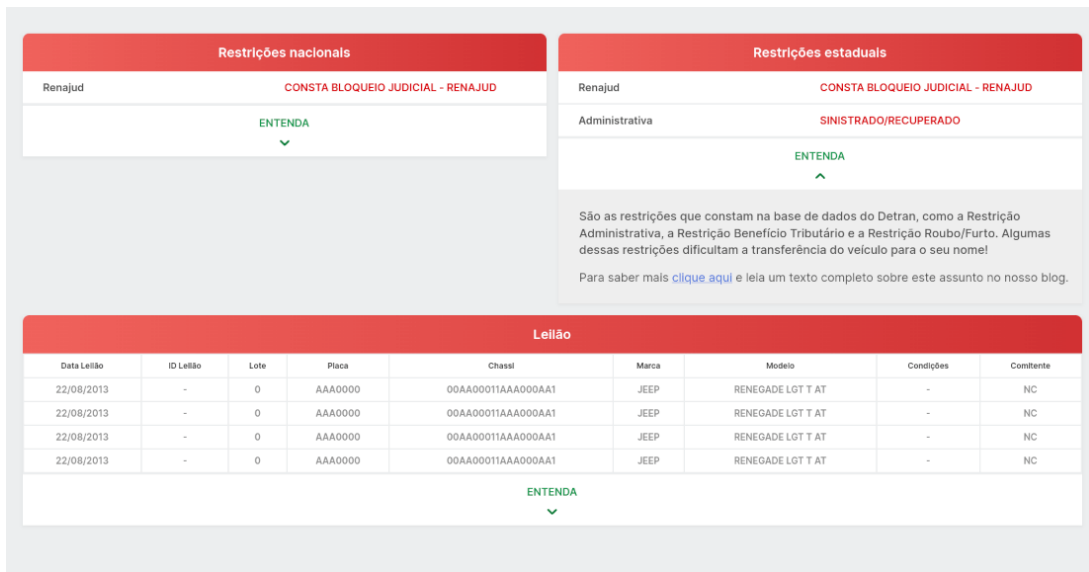 Restrições nacionais
Renajud CONSTA BLOQUEIO JUDICIAL - RENAJUD
ENTENDA
Restrições estaduais
Renajud CONSTA BLOQUEIO JUDICIAL - RENAJUD
Administrativa SINISTRADO/RECUPERADO
ENTENDA
São as restrições que constam na base de dados do Detran, como a Restrição
Administrativa, a Restrição Benefício Tributário e a Restrição Roubo/Furto. Algumas
dessas restrições dificultam a transferência do veículo para o seu nome!
Para saber mais clique aqui e leia um texto completo sobre este assunto no nosso blog.
Leilão
Data Leilão ID Leilão Lote Placa Chassi Marca Modelo Condições Comitente
22/08/2013 - 0 AAA0000 00AA00011AAA000AA1 JEEP RENEGADE LGT T AT - NC
22/08/2013 - 0 AAA0000 00AA00011AAA000AA1 JEEP RENEGADE LGT T AT - NC
22/08/2013 - 0 AAA0000 00AA00011AAA000AA1 JEEP RENEGADE LGT T AT - NC
22/08/2013 - 0 AAA0000 00AA00011AAA000AA1 JEEP RENEGADE LGT T AT - NC
ENTENDA